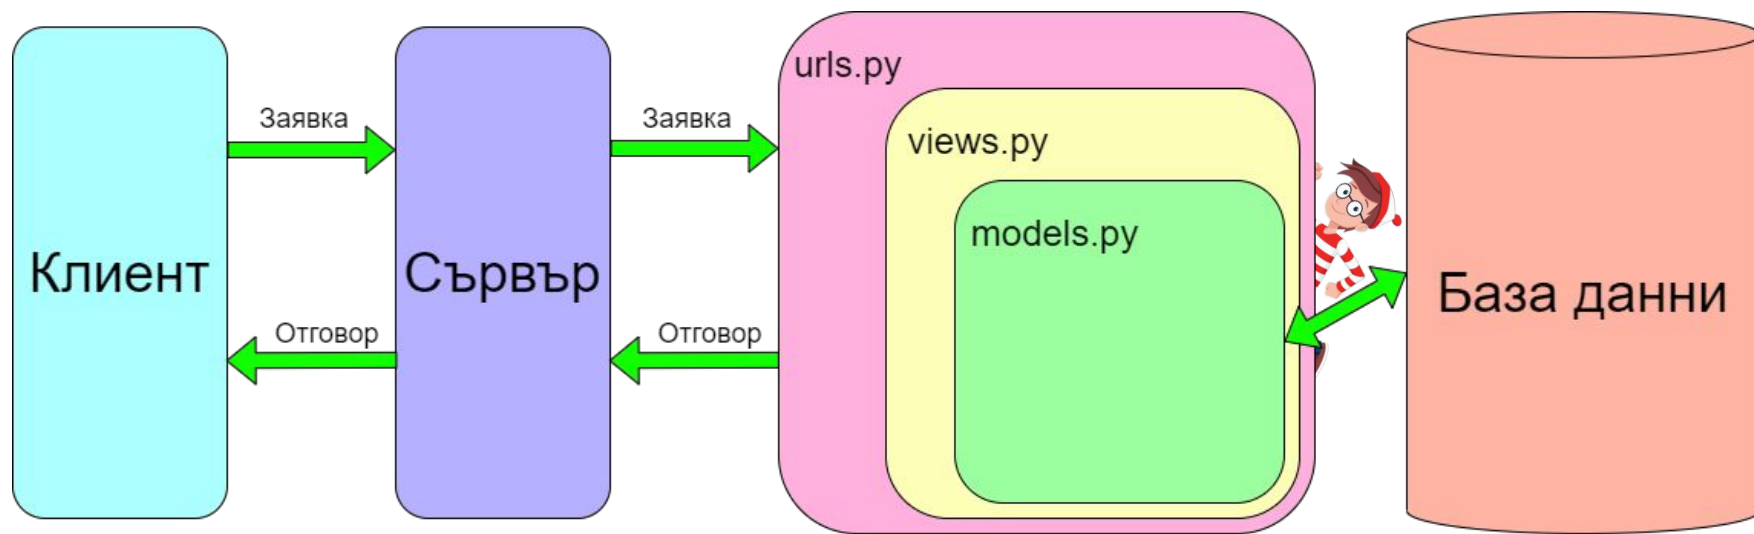 Клиент
Заявка
Отговор
Сървър
Заявка
Отговор
urls.py
views.py
models.py
База данни